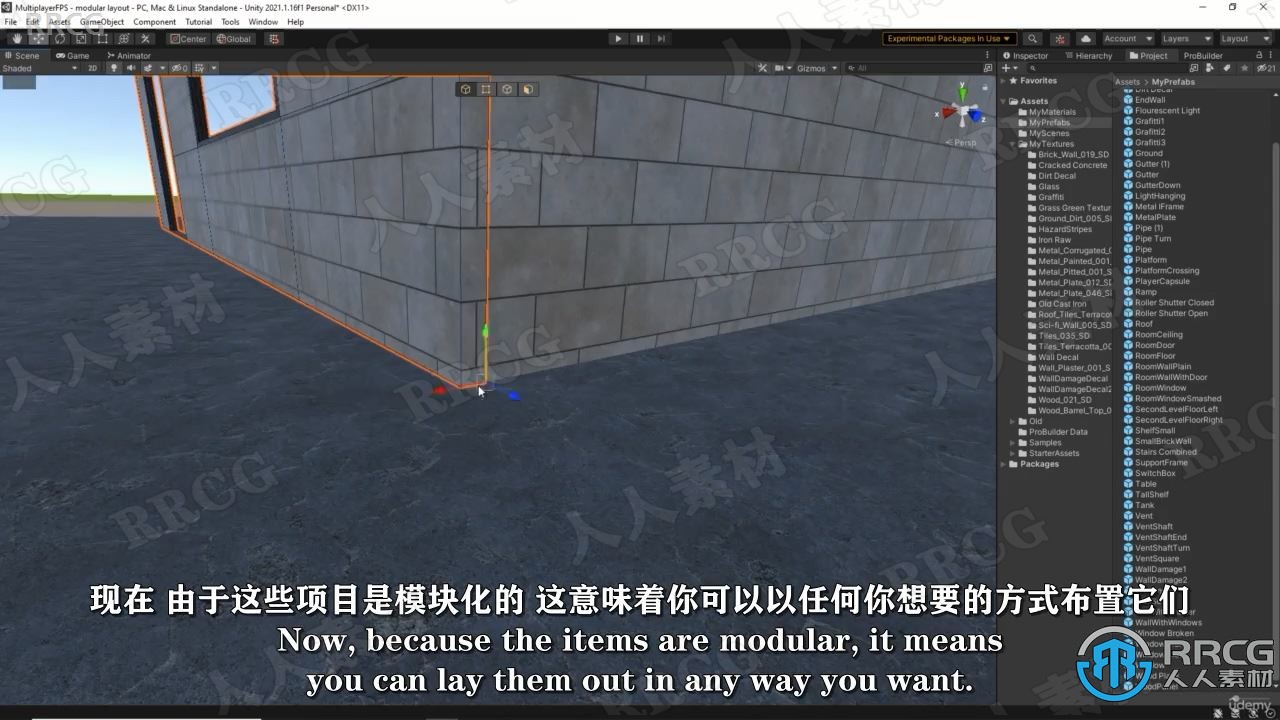 MultiplayerFPS - modular layout - PC, Mac & Linux Standalone - Unity 2021.1.16f1 Personal* <DX11>
File Edit Assets GameObject Component Tutorial Tools Window Help
Center Global
Experimental Packages In Use
Account Layers Layout
Scene Game Animator
Inspector Hierarchy Project ProBuilder
Shaded 2D 0 Gizmos All
21
Favorites
Assets
MyMaterials
MyPrefabs
MyScenes
MyTextures
Brick_Wall_019_SD
Cracked Concrete
Dirt Decal
Glass
Graffiti
Grass Green Textur
Ground_Dirt_005_S
HazardStripes
Iron Raw
Metal_Corrugated_0
Metal_Painted_001_
Metal_Pitted_001_S
Metal_Plate_012_SD
Metal_Plate_046_S
Old Cast Iron
Roof_Tiles_Terracot
Sci-fi_Wall_005_SD
Tiles_035_SD
Tiles_Terracotta_00
Wall Decal
Wall_Plaster_001_S
WallDamageDecal
WallDamageDecal2
Wood_021_SD
Wood_Barrel_Top_0
Old
ProBuilder Data
Samples
StarterAssets
Packages
Assets > MyPrefabs
Dirt Decal
EndWall
Flourescent Light
Grafitti1
Grafitti2
Grafitti3
Ground
Gutter (1)
Gutter
GutterDown
LightHanging
Metal IFrame
MetalPlate
Pipe (1)
Pipe Turn
Pipe
Platform
PlatformCrossing
PlayerCapsule
Ramp
Roller Shutter Closed
Roller Shutter Open
Roof
RoomCeiling
RoomDoor
RoomFloor
RoomWallPlain
RoomWallWithDoor
RoomWindow
RoomWindowSmashed
SecondLevelFloorLeft
SecondLevelFloorRight
ShelfSmall
SmallBrickWall
Stairs Combined
SupportFrame
SwitchBox
Table
TallShelf
Tank
Vent
VentShaft
VentShaftEnd
VentShaftTurn
VentSquare
WallDamage1
WallDamage2
WallWithWindows
Window Broken
y
x
z
Persp
现在 由于这些项目是模块化的 这意味着你可以以任何你想要的方式布置它们
Now, because the items are modular, it means
you can lay them out in any way you want.
RRCG
人人素材
udemy